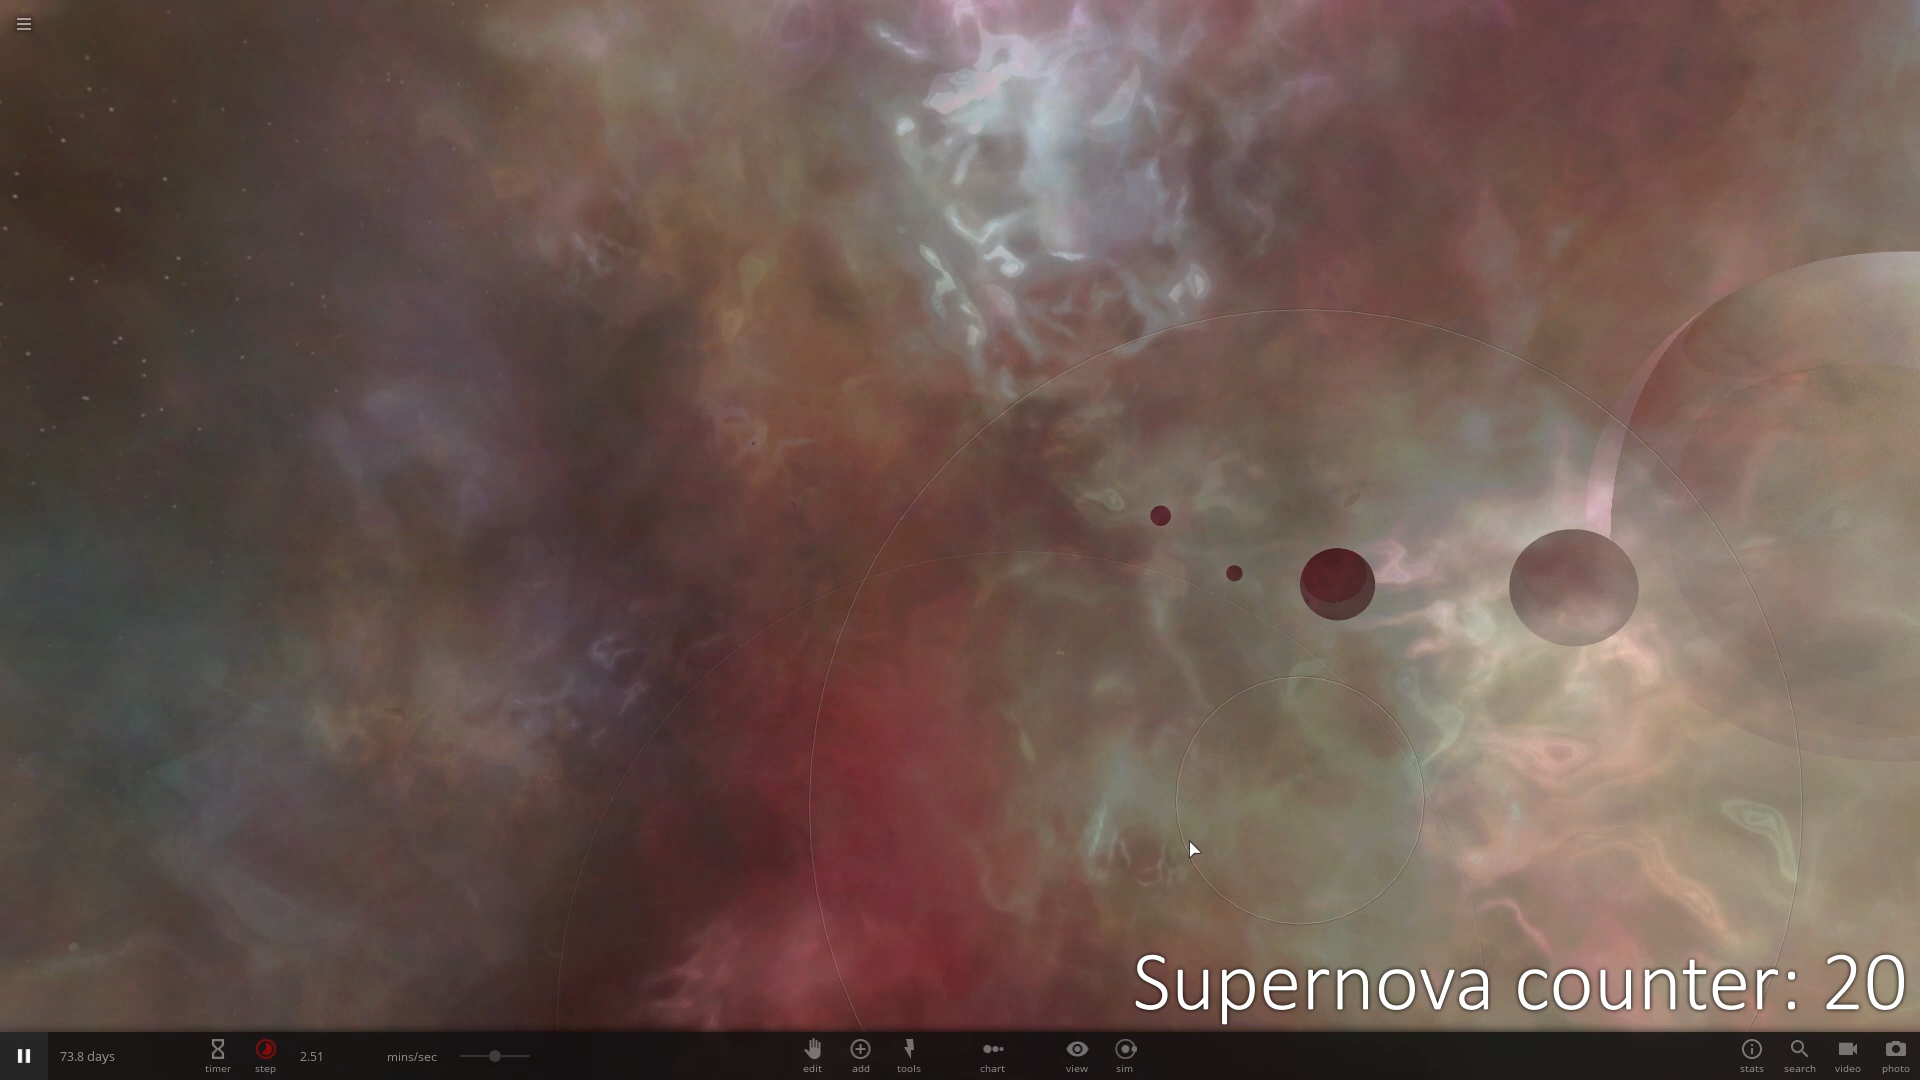 Supernova counter: 20
73.8 days
timer
step
2.51
mins/sec
edit
add
tools
chart
view
sim
stats
search
video
photo